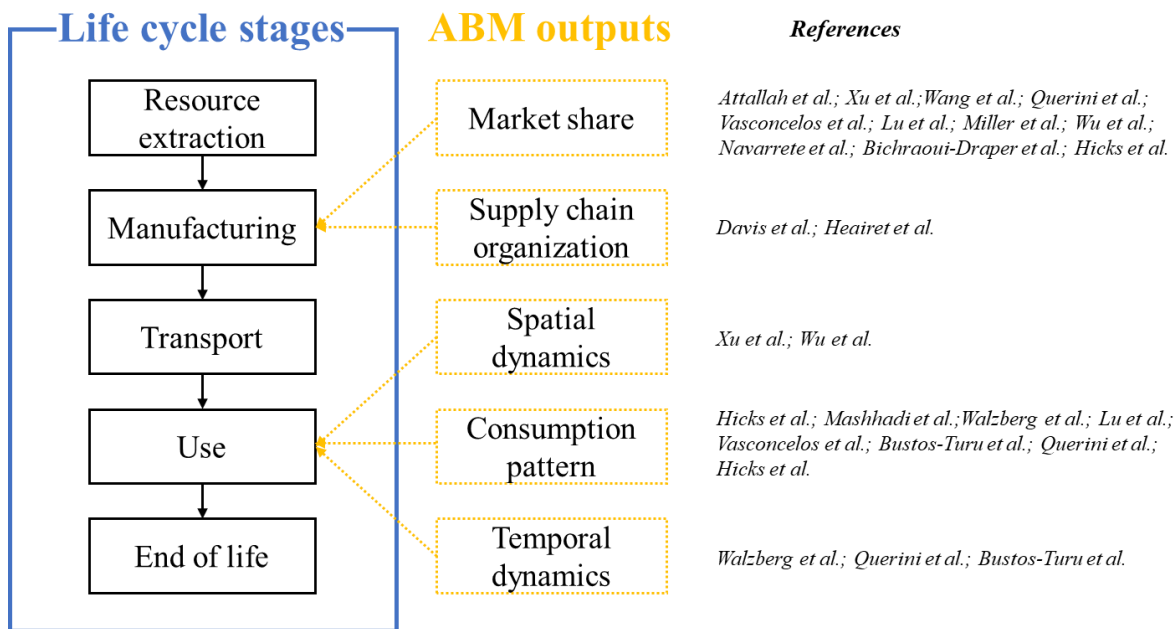 Life cycle stages
ABM outputs
References
Resource
extraction
Market share
Attallah et al.; Xu et al.;Wang et al.; Querini et al.;
Vasconcelos et al.; Lu et al.; Miller et al.; Wu et al.;
Navarrete et al.; Bichraoui-Draper et al.; Hicks et al.
Manufacturing
Supply chain
organization
Davis et al.; Heairet et al.
Transport
Spatial
dynamics
Xu et al.; Wu et al.
Use
Consumption
pattern
Hicks et al.; Mashhadi et al.;Walzberg et al.; Lu et al.;
Vasconcelos et al.; Bustos-Turu et al.; Querini et al.;
Hicks et al.
End of life
Temporal
dynamics
Walzberg et al.; Querini et al.; Bustos-Turu et al.